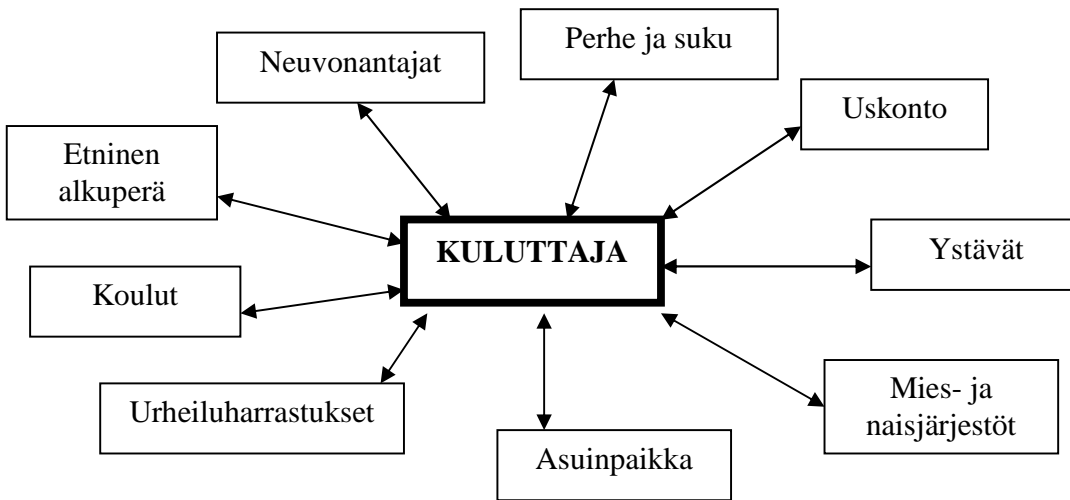 Perhe ja suku
Neuvonantajat
Uskonto
Etninen
alkuperä
KULUTTAJA
Ystävät
Koulut
Mies- ja
naisjärjestöt
Urheiluharrastukset
Asuinpaikka